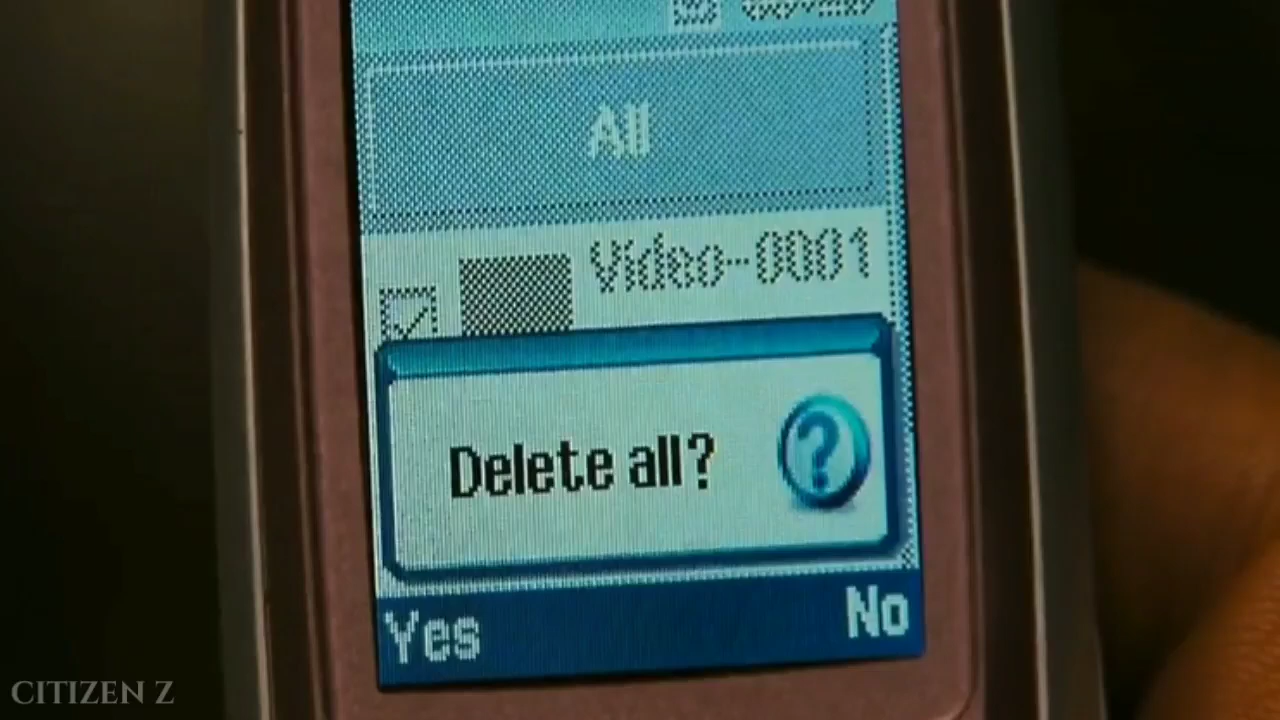 All
Video-0001
Delete all?
Yes
No
CITIZEN Z